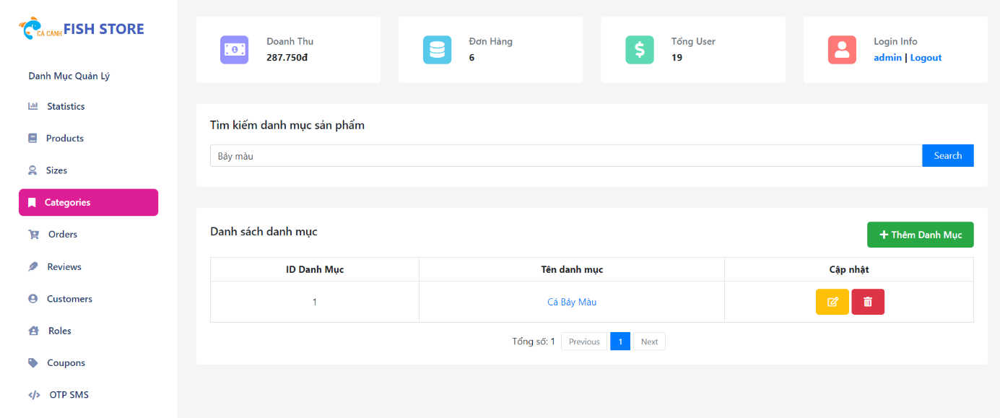 CÁ CẢNH FISH STORE
Danh Mục Quản Lý
Statistics
Products
Sizes
Categories
Orders
Reviews
Customers
Roles
Coupons
OTP SMS
Doanh Thu
287.750đ
Đơn Hàng
6
Tổng User
19
Login Info
admin | Logout
Tìm kiếm danh mục sản phẩm
Bảy màu
Search
Danh sách danh mục
Thêm Danh Mục
ID Danh Mục Tên danh mục Cập nhật
1 Cá Bảy Màu
Tổng số: 1 Previous 1 Next